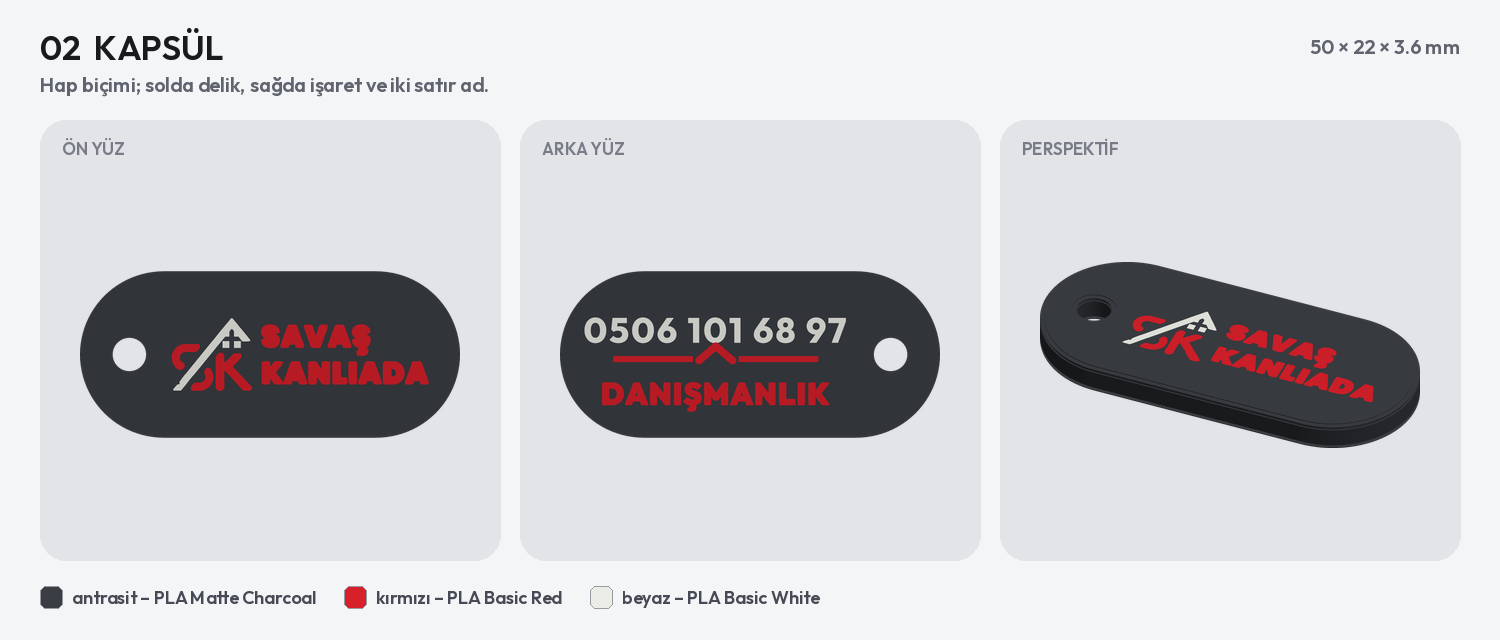 02 KAPSÜL
50 × 22 × 3.6 mm
Hap biçimi; solda delik, sağda işaret ve iki satır ad.
ÖN YÜZ
SK
SAVAŞ
KANLIADA
ARKA YÜZ
0506 101 68 97
DANIŞMANLIK
PERSPEKTİF
SK
SAVAŞ
KANLIADA
antrasit – PLA Matte Charcoal
kırmızı – PLA Basic Red
beyaz – PLA Basic White